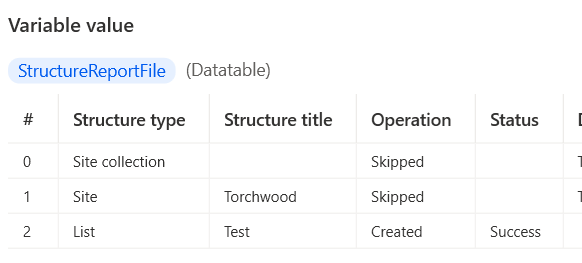 Variable value
StructureReportFile (Datatable)
# Structure type Structure title Operation Status
0 Site collection Skipped
1 Site Torchwood Skipped
2 List Test Created Success